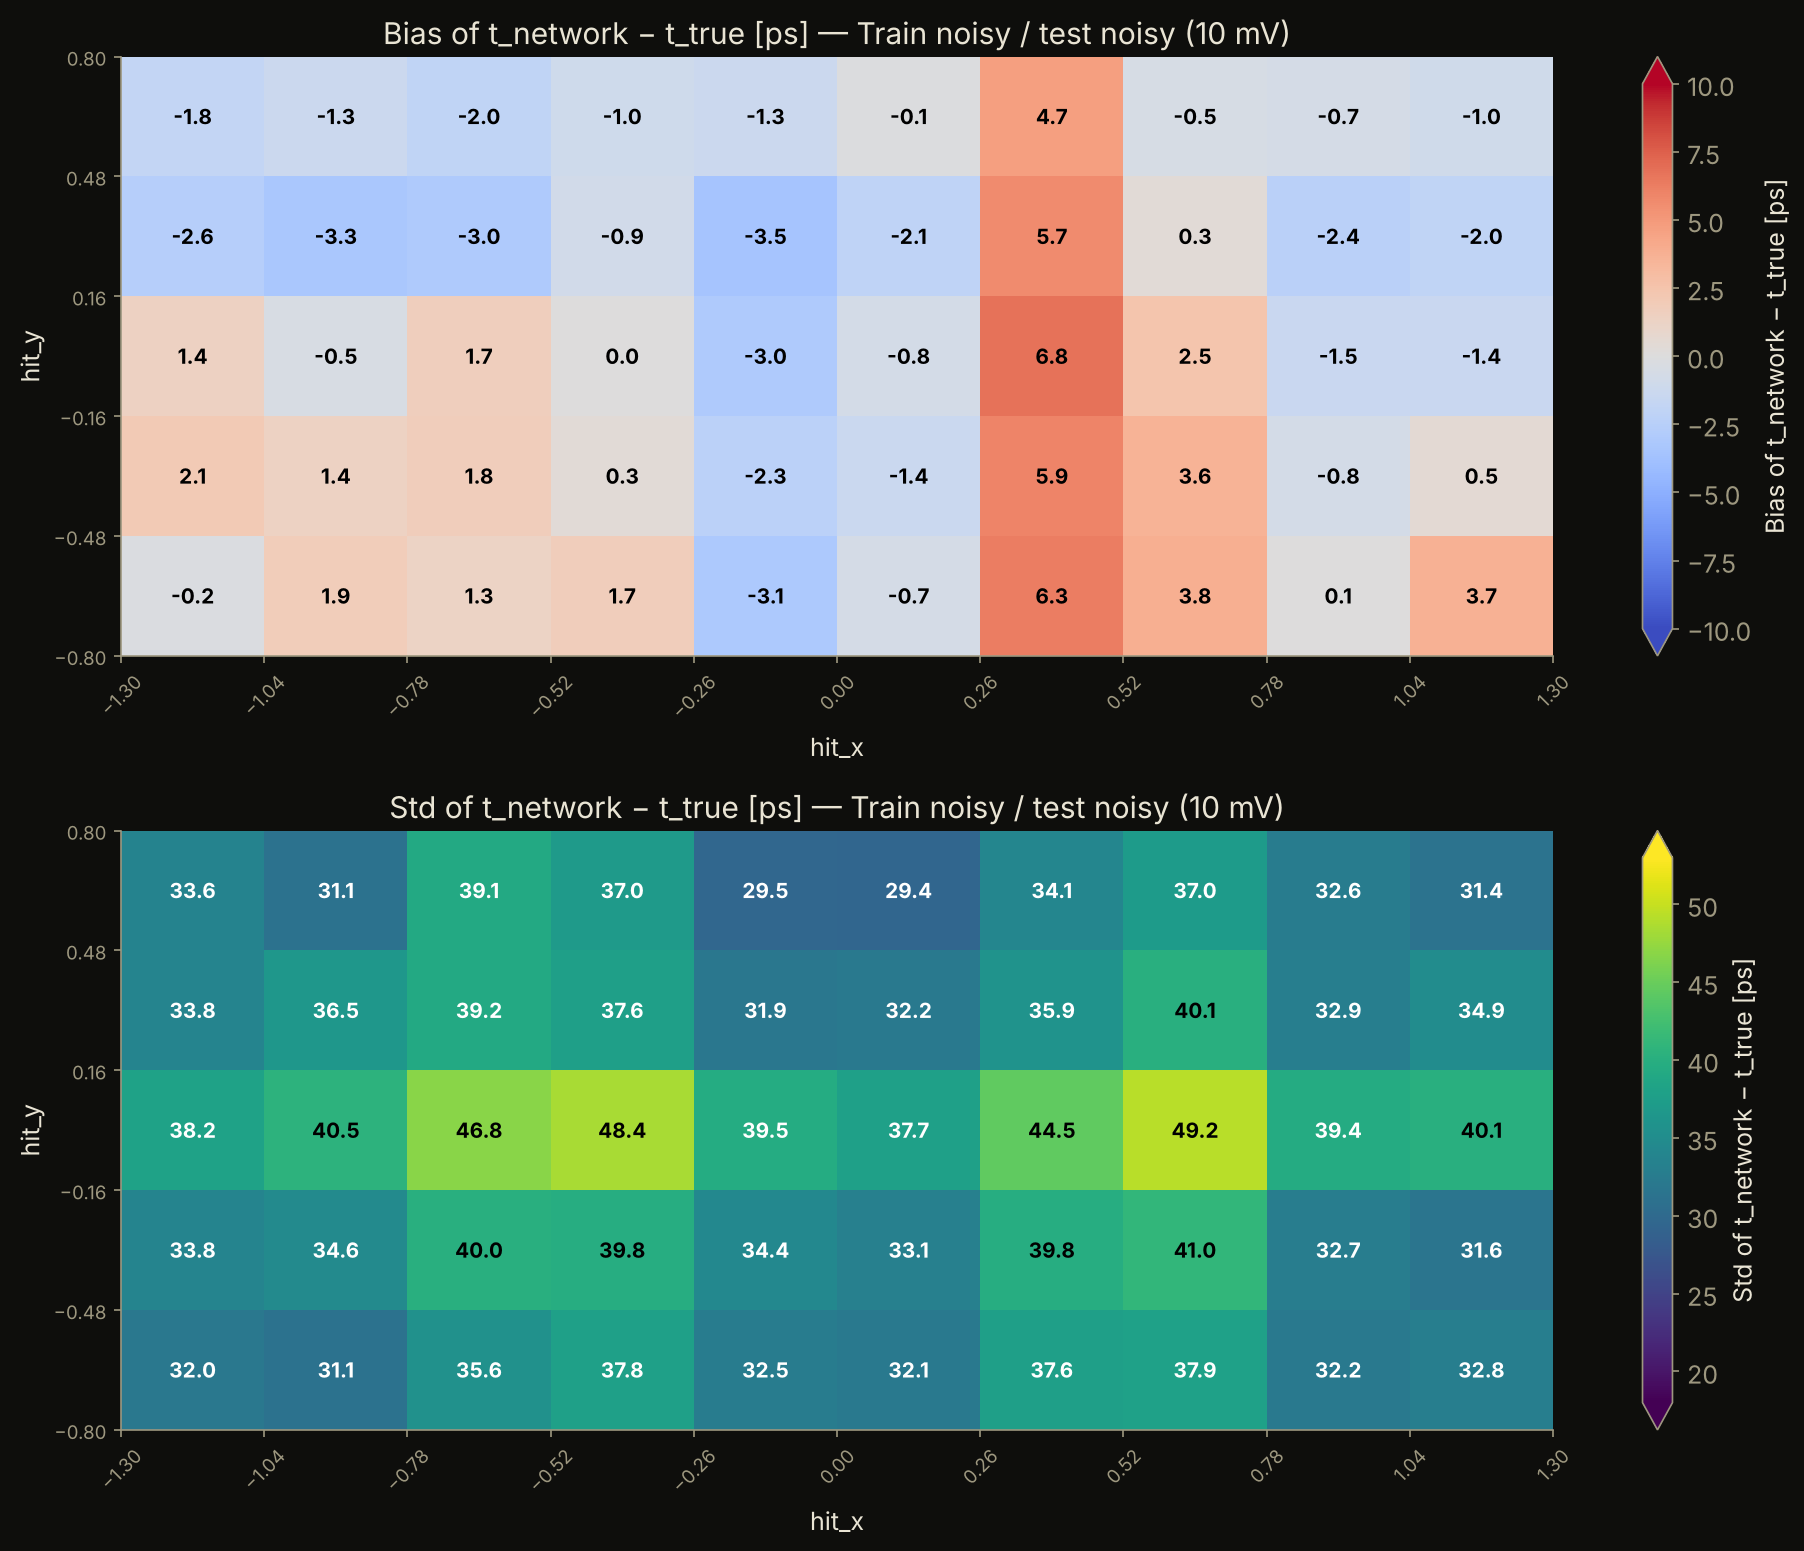 Bias of t_network − t_true [ps] — Train noisy / test noisy (10 mV)
0.80
-1.8 -1.3 -2.0 -1.0 -1.3 -0.1 4.7 -0.5 -0.7 -1.0
0.48
-2.6 -3.3 -3.0 -0.9 -3.5 -2.1 5.7 0.3 -2.4 -2.0
0.16
hit_y
1.4 -0.5 1.7 0.0 -3.0 -0.8 6.8 2.5 -1.5 -1.4
−0.16
2.1 1.4 1.8 0.3 -2.3 -1.4 5.9 3.6 -0.8 0.5
−0.48
-0.2 1.9 1.3 1.7 -3.1 -0.7 6.3 3.8 0.1 3.7
−0.80
−1.30 −1.04 −0.78 −0.52 −0.26 0.00 0.26 0.52 0.78 1.04 1.30
hit_x
10.0
7.5
5.0
2.5
0.0
−2.5
−5.0
−7.5
−10.0
Bias of t_network − t_true [ps]
Std of t_network − t_true [ps] — Train noisy / test noisy (10 mV)
0.80
33.6 31.1 39.1 37.0 29.5 29.4 34.1 37.0 32.6 31.4
0.48
33.8 36.5 39.2 37.6 31.9 32.2 35.9 40.1 32.9 34.9
0.16
hit_y
38.2 40.5 46.8 48.4 39.5 37.7 44.5 49.2 39.4 40.1
−0.16
33.8 34.6 40.0 39.8 34.4 33.1 39.8 41.0 32.7 31.6
−0.48
32.0 31.1 35.6 37.8 32.5 32.1 37.6 37.9 32.2 32.8
−0.80
−1.30 −1.04 −0.78 −0.52 −0.26 0.00 0.26 0.52 0.78 1.04 1.30
hit_x
50
45
40
35
30
25
20
Std of t_network − t_true [ps]